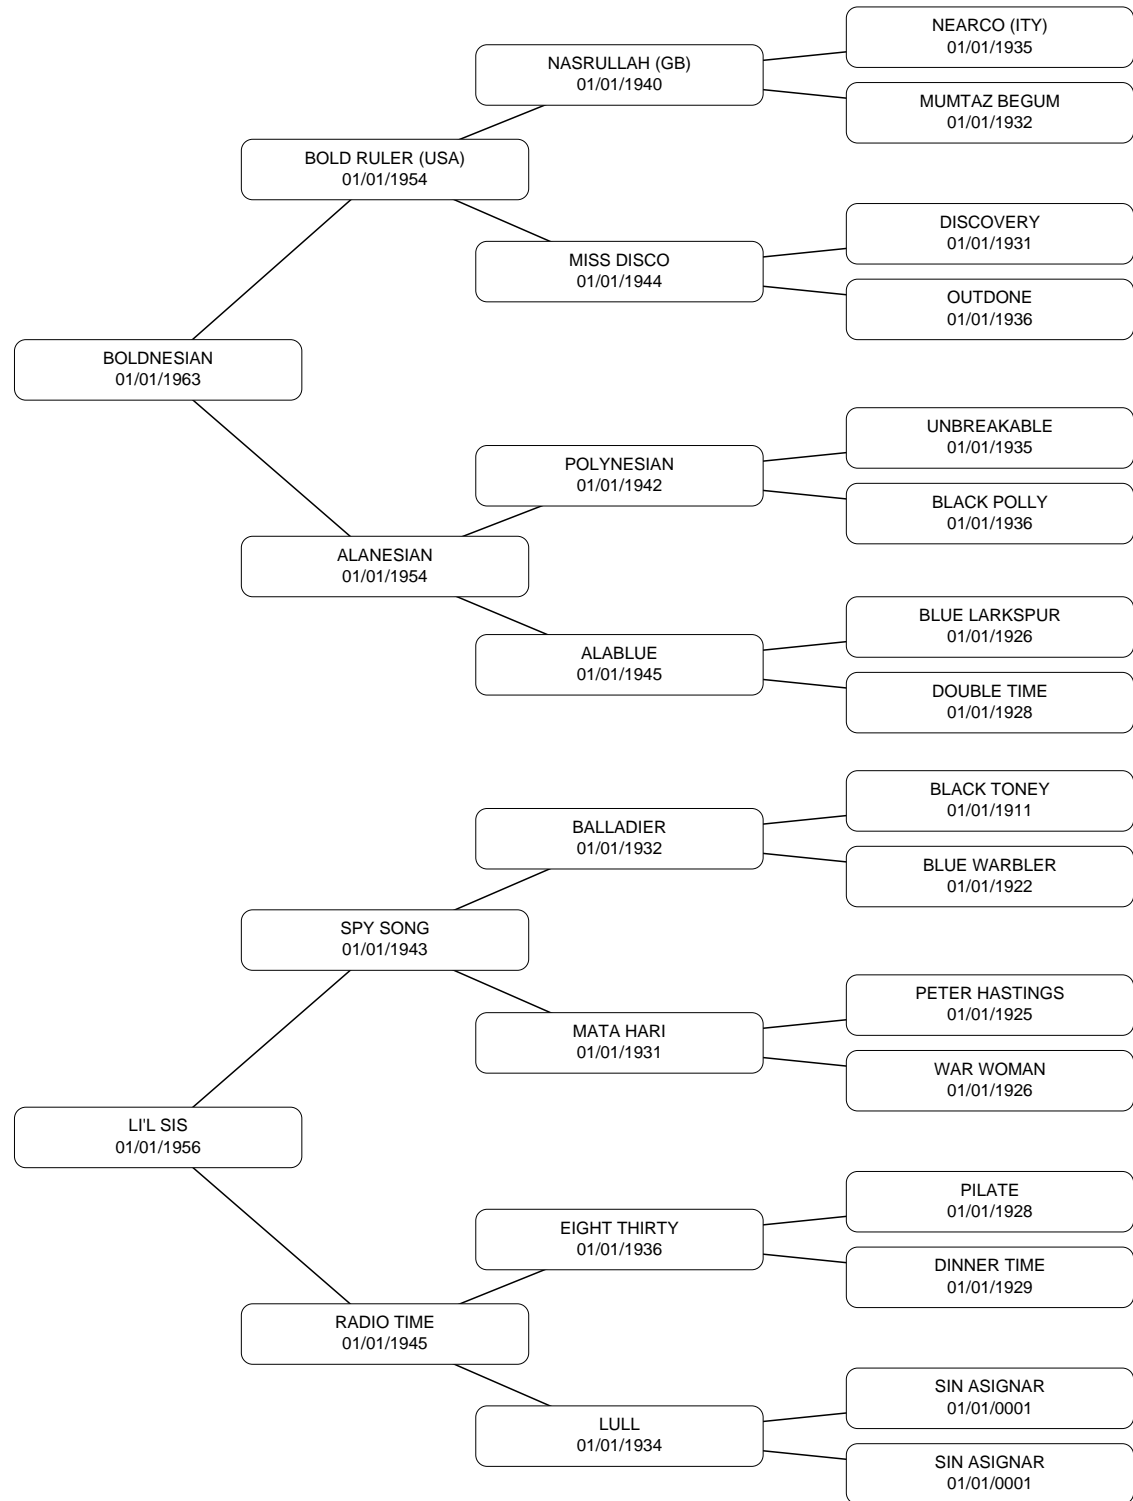 NEARCO (ITY)
01/01/1935
NASRULLAH (GB)
01/01/1940
MUMTAZ BEGUM
01/01/1932
BOLD RULER (USA)
01/01/1954
DISCOVERY
01/01/1931
MISS DISCO
01/01/1944
OUTDONE
01/01/1936
BOLDNESIAN
01/01/1963
UNBREAKABLE
01/01/1935
POLYNESIAN
01/01/1942
BLACK POLLY
01/01/1936
ALANESIAN
01/01/1954
BLUE LARKSPUR
01/01/1926
ALABLUE
01/01/1945
DOUBLE TIME
01/01/1928
BLACK TONEY
01/01/1911
BALLADIER
01/01/1932
BLUE WARBLER
01/01/1922
SPY SONG
01/01/1943
PETER HASTINGS
01/01/1925
MATA HARI
01/01/1931
WAR WOMAN
01/01/1926
LI'L SIS
01/01/1956
PILATE
01/01/1928
EIGHT THIRTY
01/01/1936
DINNER TIME
01/01/1929
RADIO TIME
01/01/1945
SIN ASIGNAR
01/01/0001
LULL
01/01/1934
SIN ASIGNAR
01/01/0001